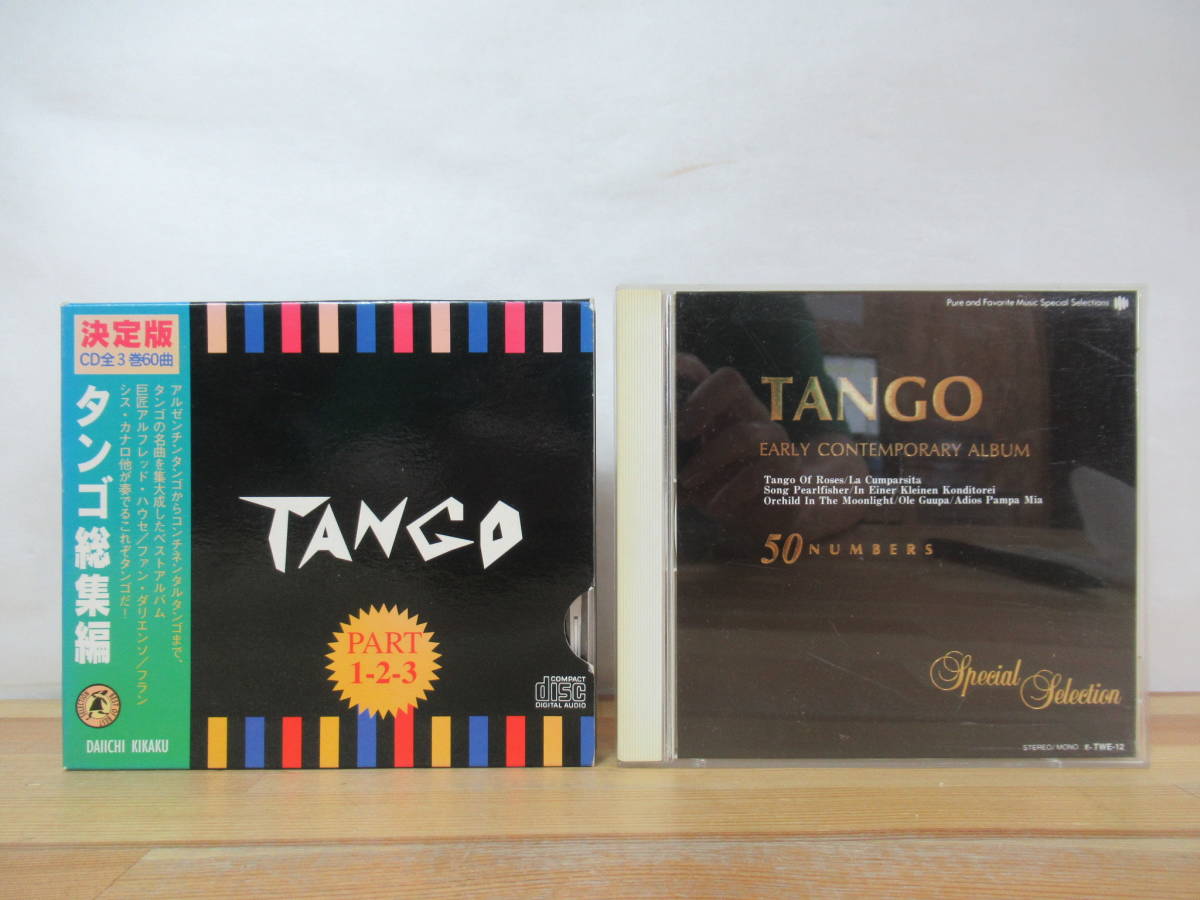 決定版
CD全3巻60曲
タンゴ総集編
アルゼンチンタンゴからコンチネンタルタンゴまで、
タンゴの名曲を集大成したベストアルバム
巨匠アルフレッド・ハウゼ/ファン・ダリエンソ/フラン
シス・カナロ他が奏でるこれぞタンゴだ!
DAIICHI KIKAKU
TANGO
PART
1-2-3
COMPACT
disc
DIGITAL AUDIO
Pure and Favorite Music Special Selections
TANGO
EARLY CONTEMPORARY ALBUM
Tango Of Roses/La Cumparsita
Song Pearlfisher/In Einer Kleinen Konditorei
Orchild In The Moonlight/Ole Guupa/Adios Pampa Mia
50 NUMBERS
Special
Selection
STEREO/MONO E-TWE-12